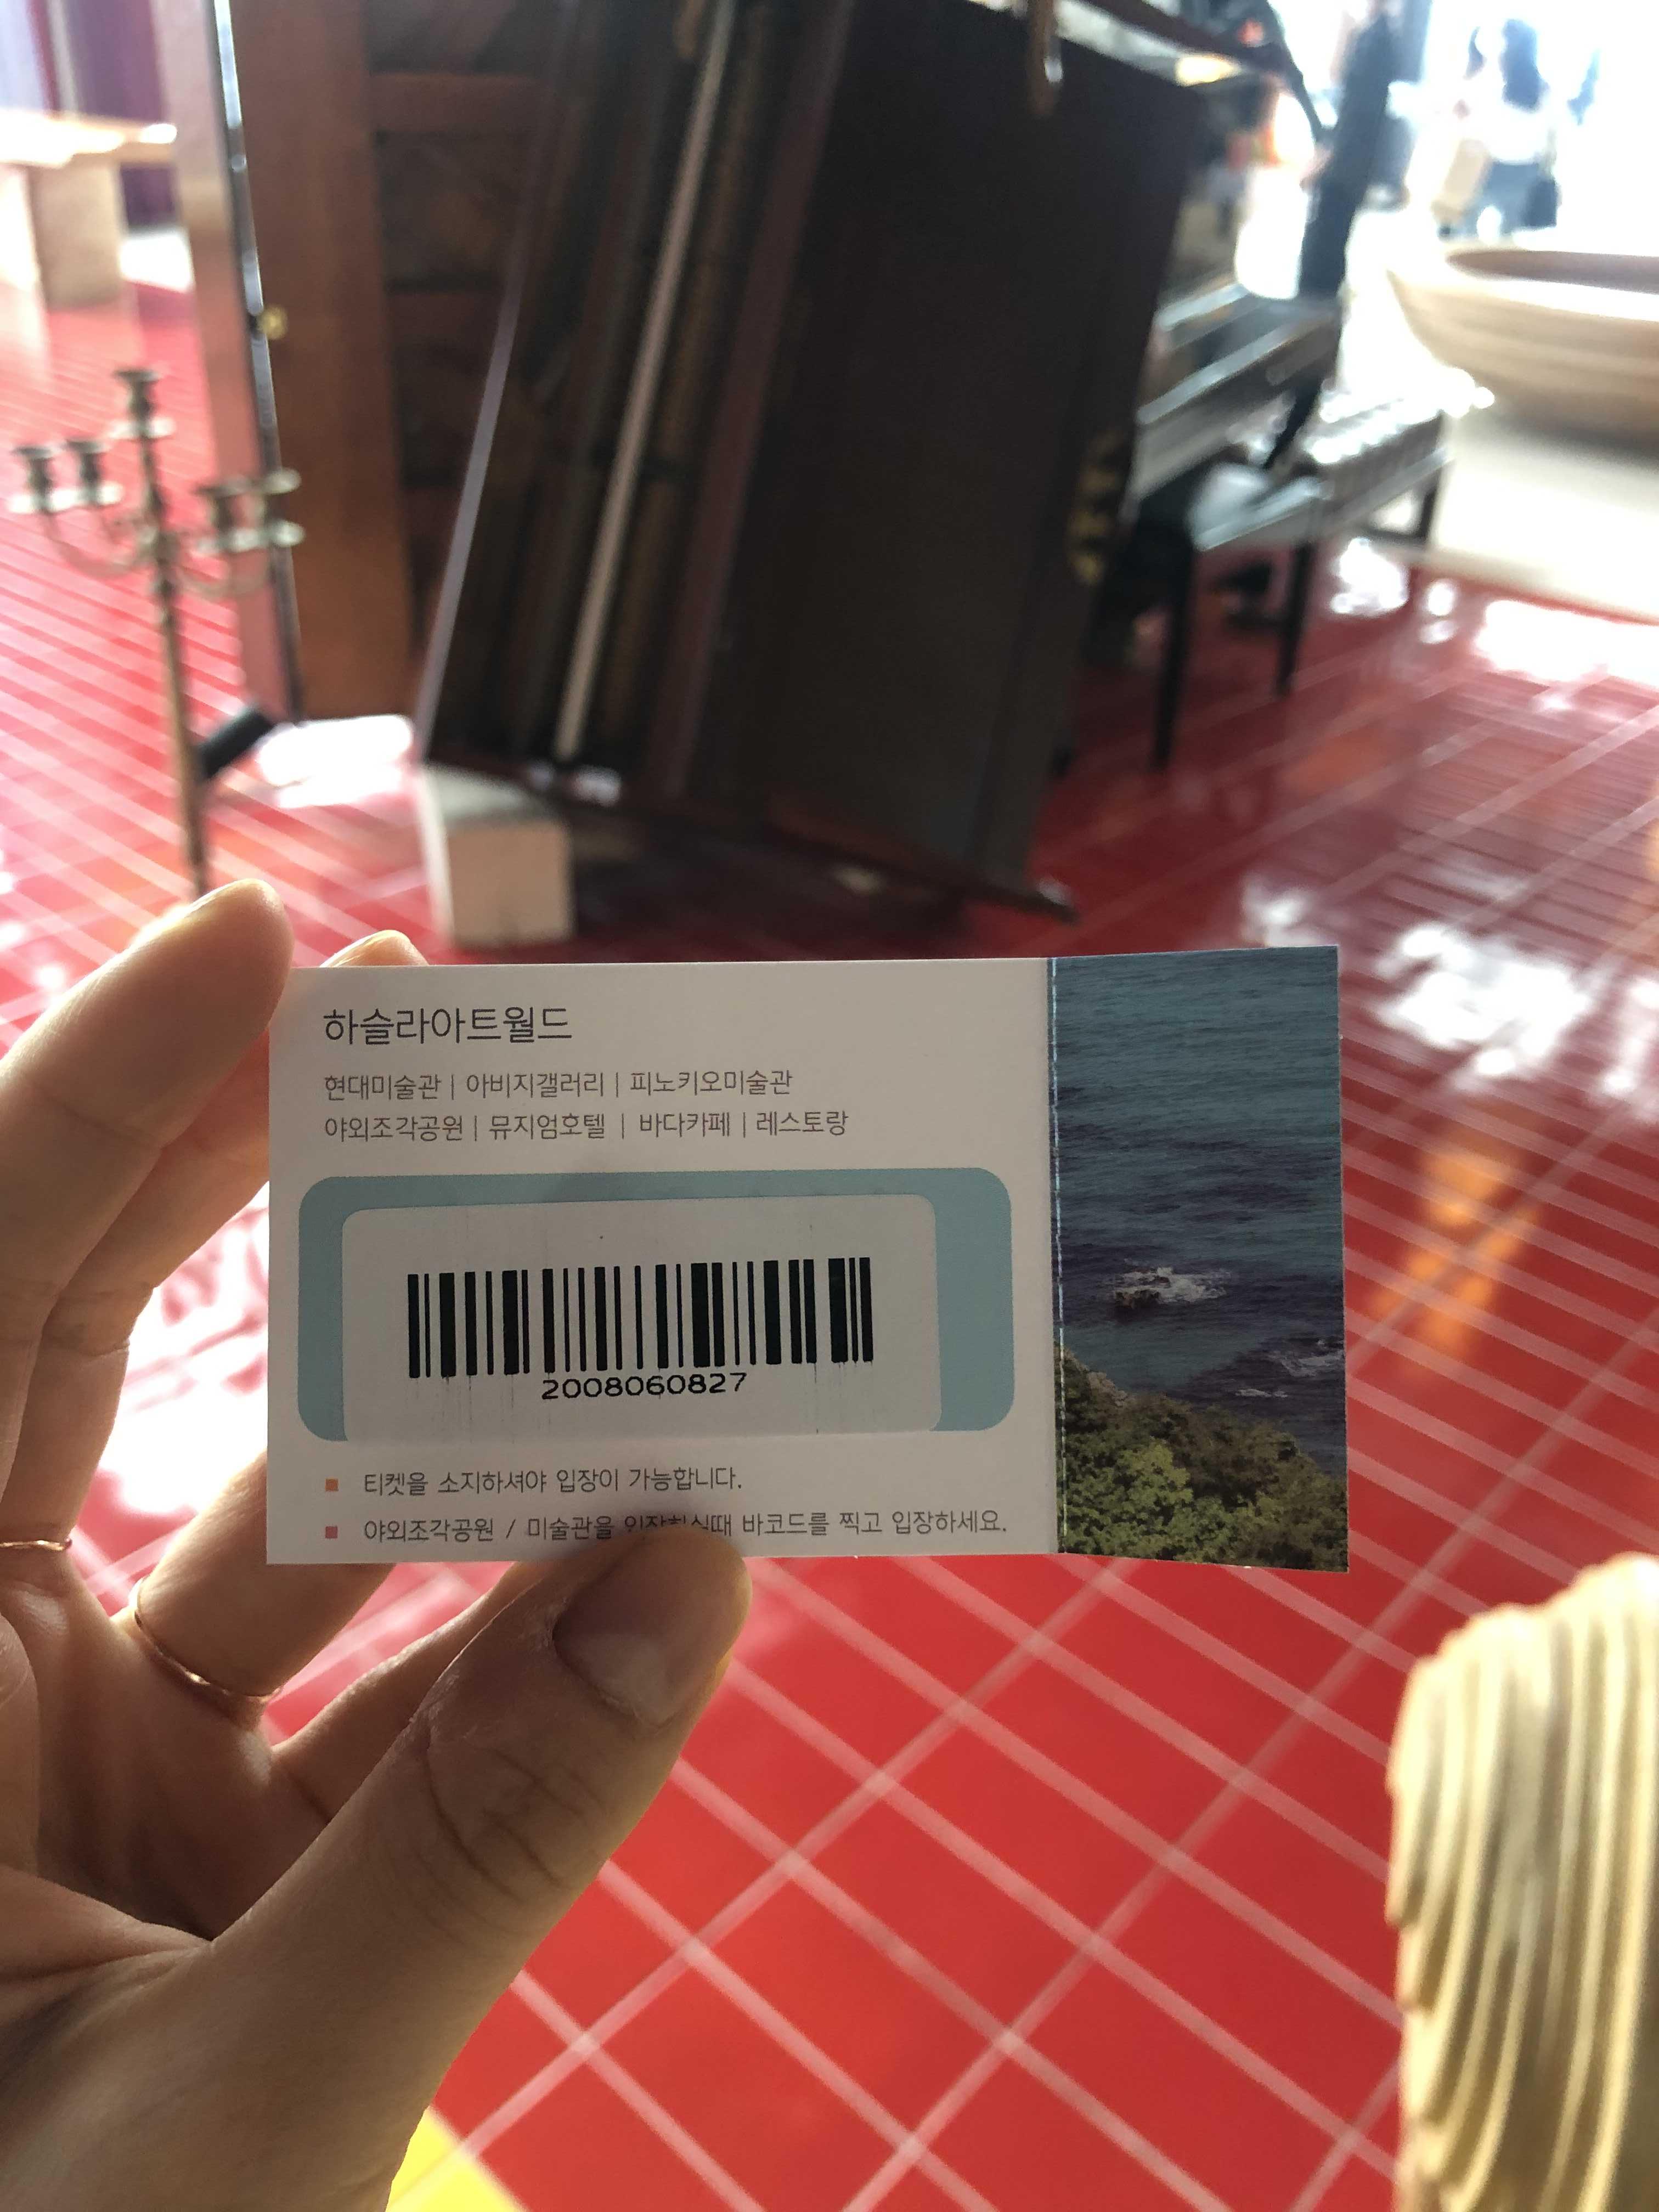 하슬라아트월드
현대미술관 | 아비지갤러리 | 피노키오미술관
야외조각공원 | 뮤지엄호텔 | 바다카페 | 레스토랑
2008060827
티켓을 소지하셔야 입장이 가능합니다.
야외조각공원 / 미술관을 바코드를 찍고 입장하세요.